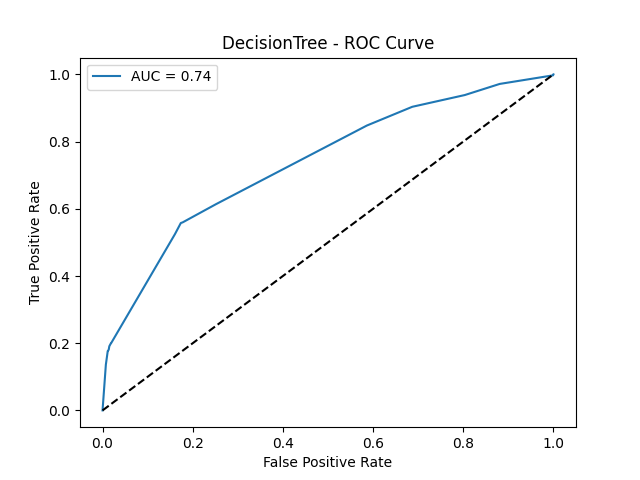 DecisionTree - ROC Curve
AUC = 0.74
True Positive Rate
1.0
0.8
0.6
0.4
0.2
0.0
0.0 0.2 0.4 0.6 0.8 1.0
False Positive Rate